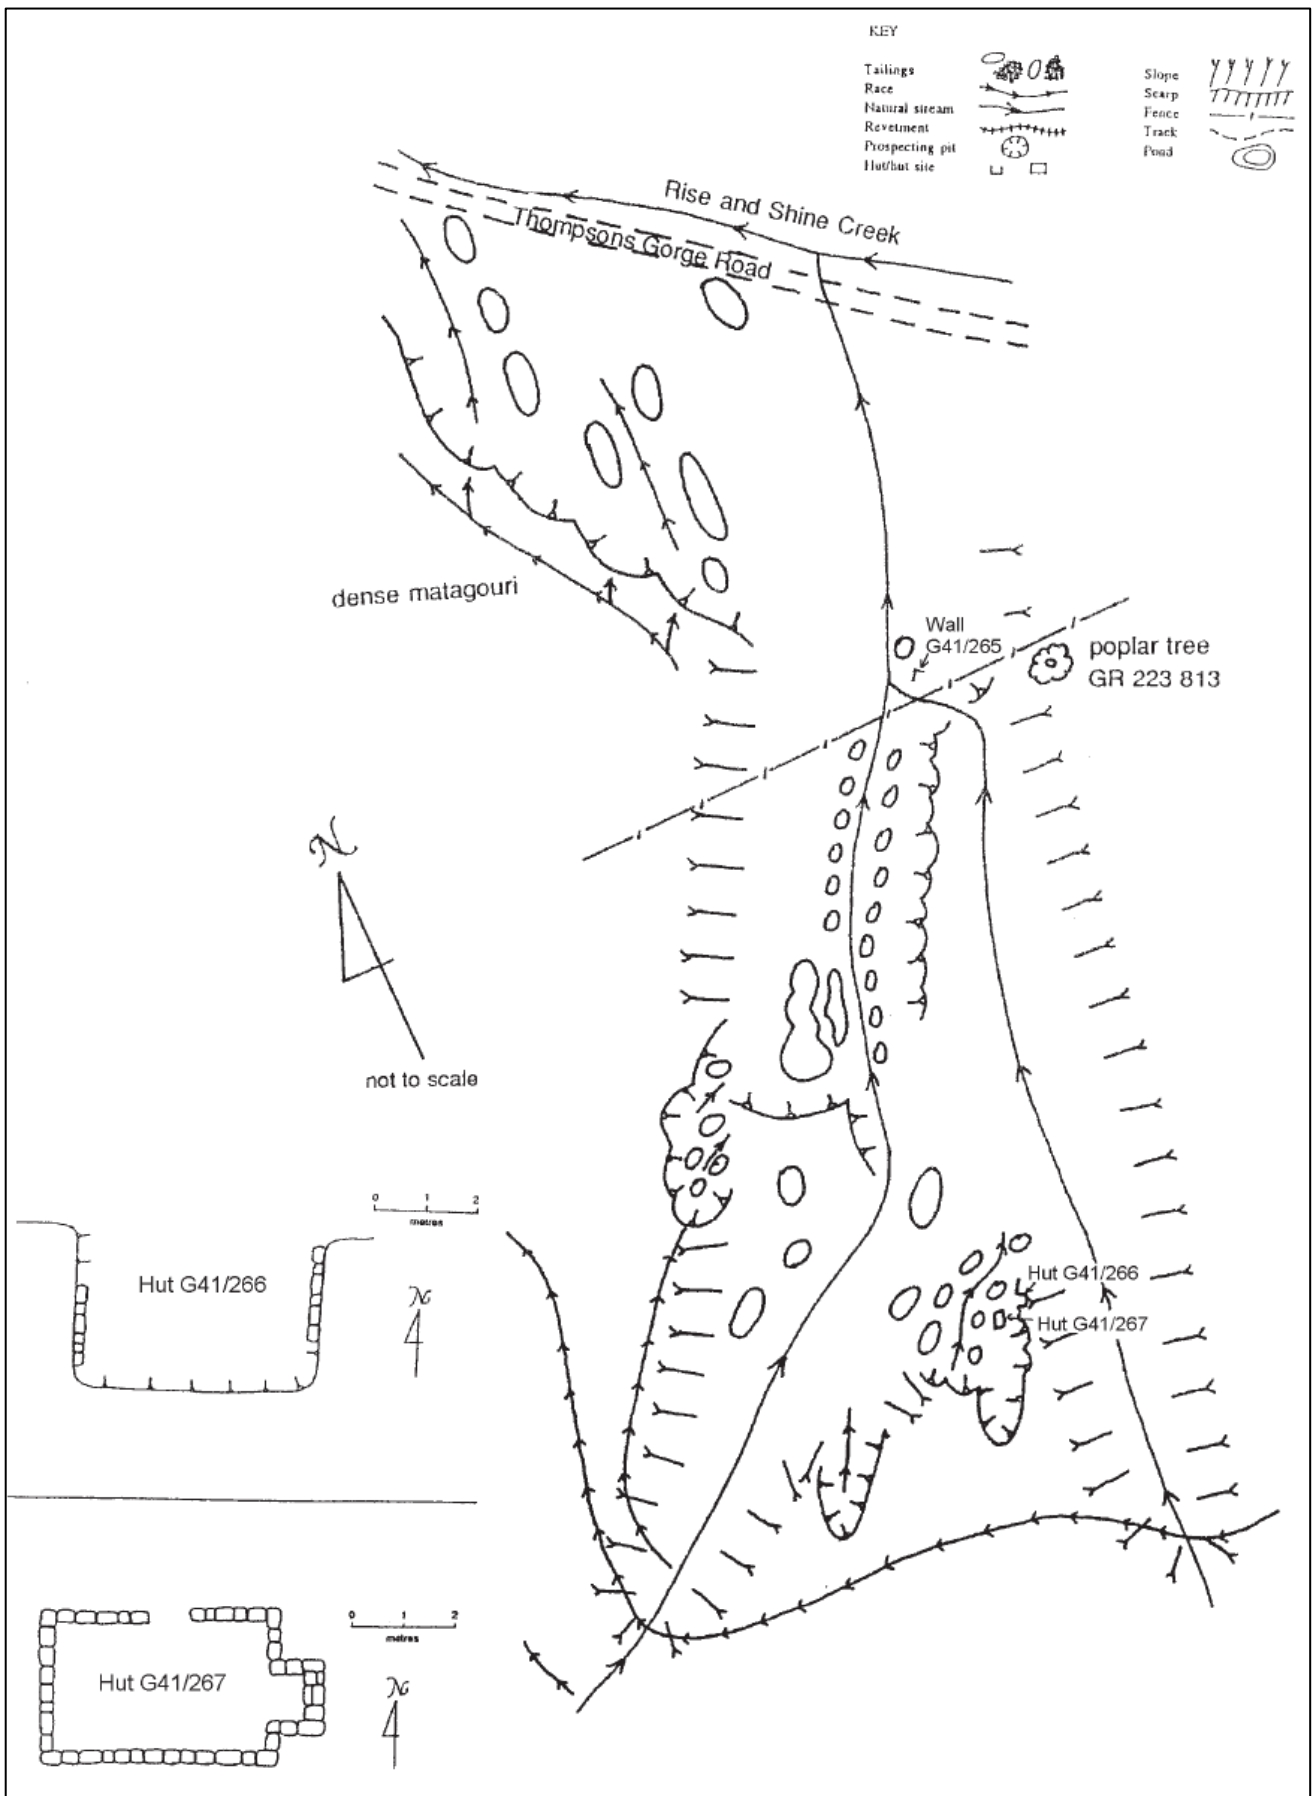 KEY
Tailings
Race
Natural stream
Revetment
Prospecting pit
Hut/hut site
Slope
Scarp
Fence
Track
Pond
Rise and Shine Creek
Thompsons Gorge Road
dense matagouri
Wall
G41/265
poplar tree
GR 223 813
N
not to scale
0 1 2
metres
Hut G41/266
N
Hut G41/266
Hut G41/267
0 1 2
metres
Hut G41/267
N